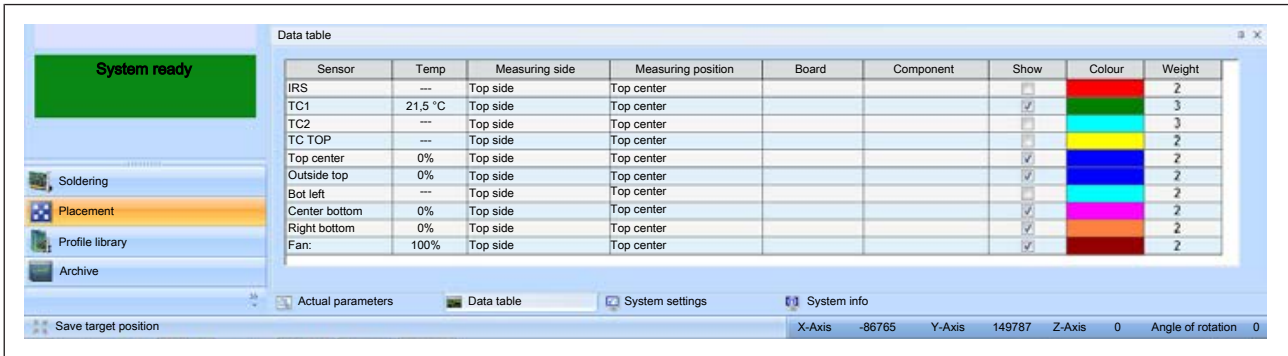 Data table
System ready
Sensor Temp Measuring side Measuring position Board Component Show Colour Weight
IRS --- Top side Top center 2
TC1 21,5 °C Top side Top center 3
TC2 --- Top side Top center 3
TC TOP --- Top side Top center 2
Top center 0% Top side Top center 2
Outside top 0% Top side Top center 2
Bot left --- Top side Top center 2
Center bottom 0% Top side Top center 2
Right bottom 0% Top side Top center 2
Fan: 100% Top side Top center 2
Soldering
Placement
Profile library
Archive
Actual parameters Data table System settings System info
Save target position X-Axis -86765 Y-Axis 149787 Z-Axis 0 Angle of rotation 0